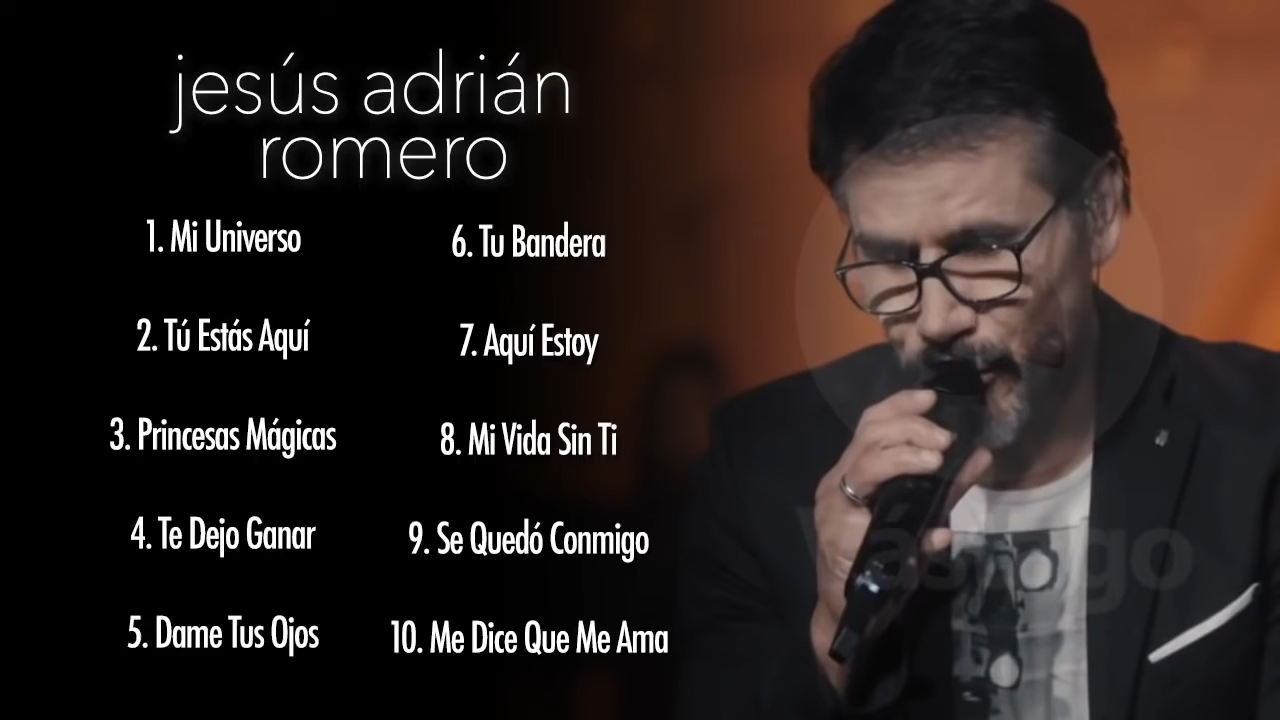 jesús adrián
romero
1. Mi Universo
2. Tú Estás Aquí
3. Princesas Mágicas
4. Te Dejo Ganar
5. Dame Tus Ojos
6. Tu Bandera
7. Aquí Estoy
8. Mi Vida Sin Ti
9. Se Quedó Conmigo
10. Me Dice Que Me Ama
Vástago